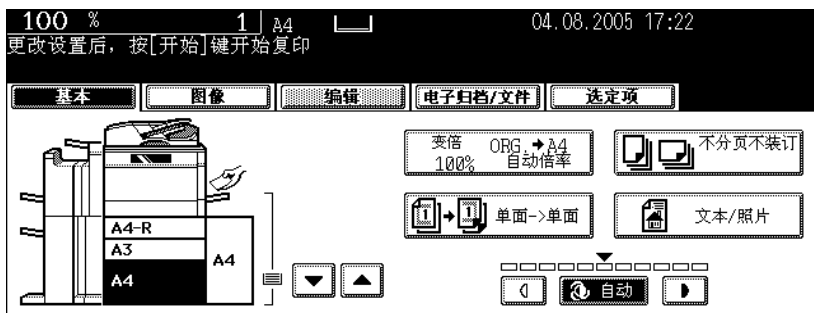 100 % 1 A4 04.08.2005 17:22
更改设置后，按[开始]键开始复印
基本 图像 编辑 电子归档/文件 选定项
变倍 ORG.➔A4
100% 自动倍率
不分页不装订
1➔1 单面->单面
文本/照片
A4-R
A3
A4
A4
自动